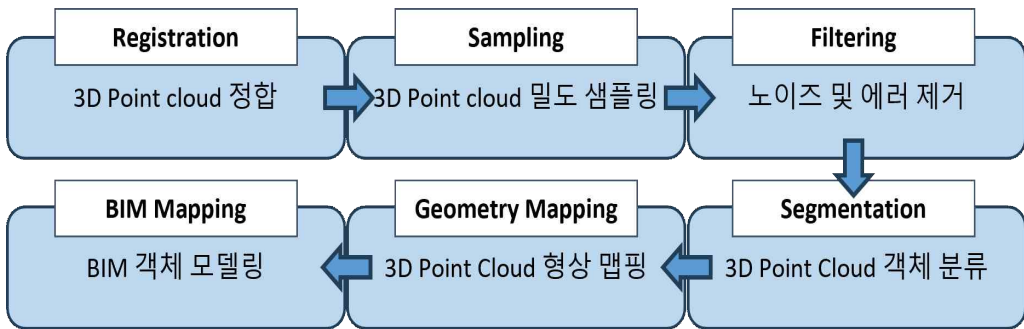 Registration
3D Point cloud 정합
Sampling
3D Point cloud 밀도 샘플링
Filtering
노이즈 및 에러 제거
Segmentation
3D Point Cloud 객체 분류
Geometry Mapping
3D Point Cloud 형상 맵핑
BIM Mapping
BIM 객체 모델링